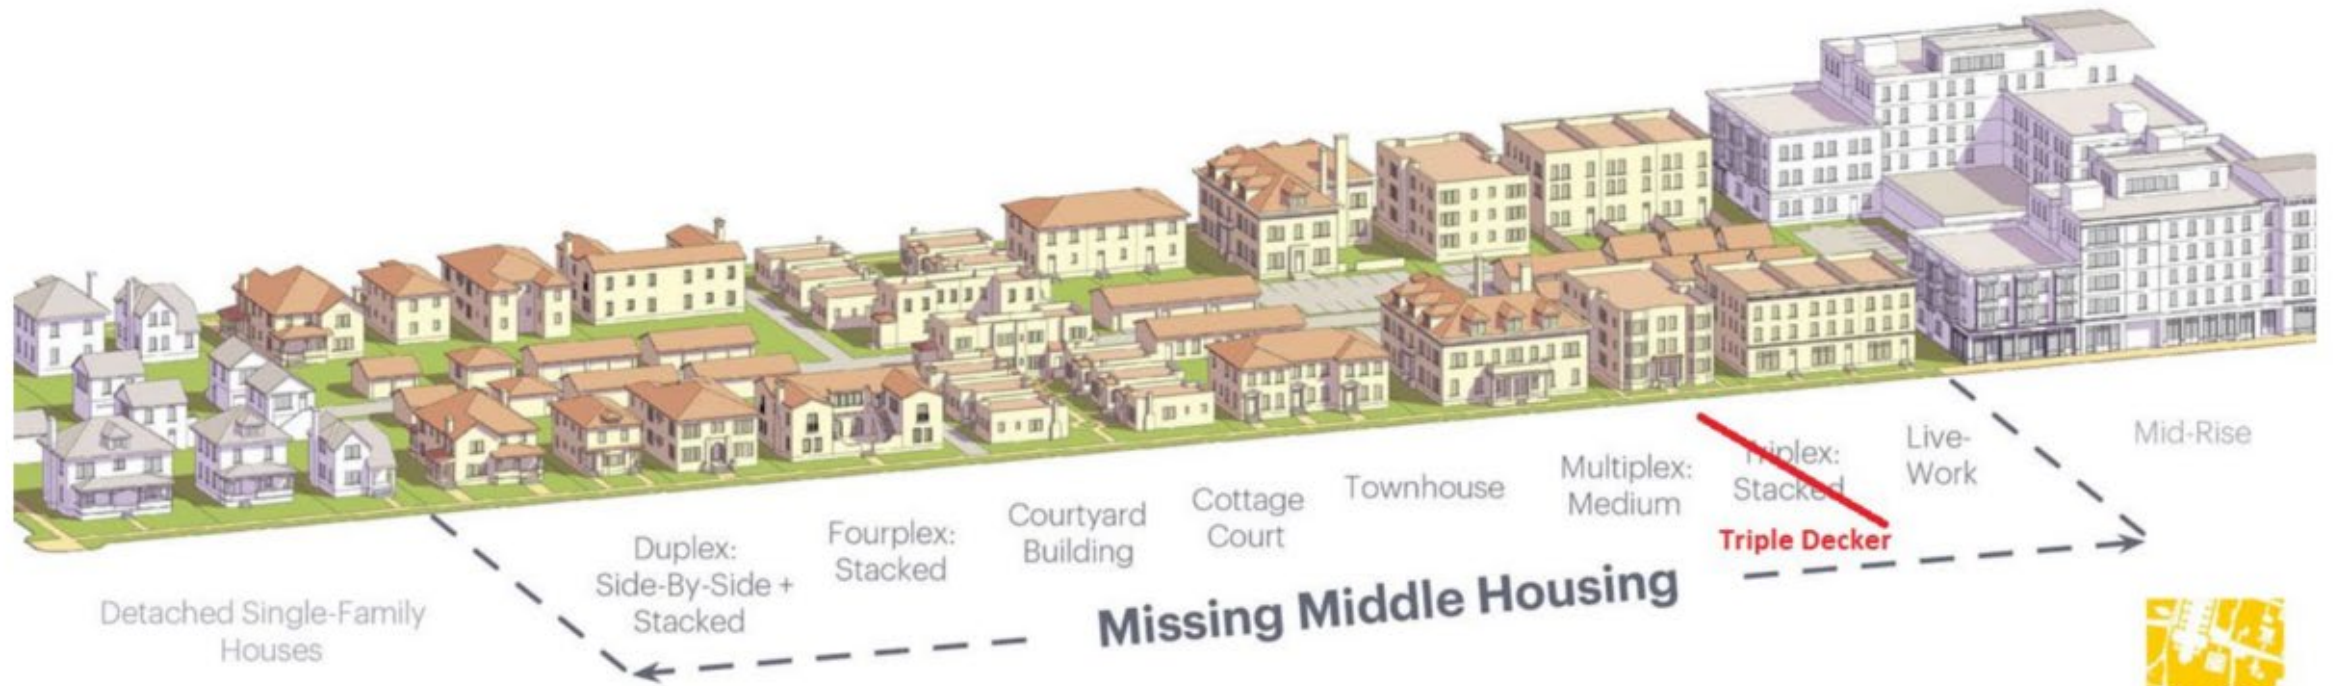 Detached Single-Family
Houses
Duplex:
Side-By-Side +
Stacked
Fourplex:
Stacked
Courtyard
Building
Cottage
Court
Townhouse
Multiplex:
Medium
Triplex:
Stacked
Triple Decker
Live-
Work
Mid-Rise
Missing Middle Housing